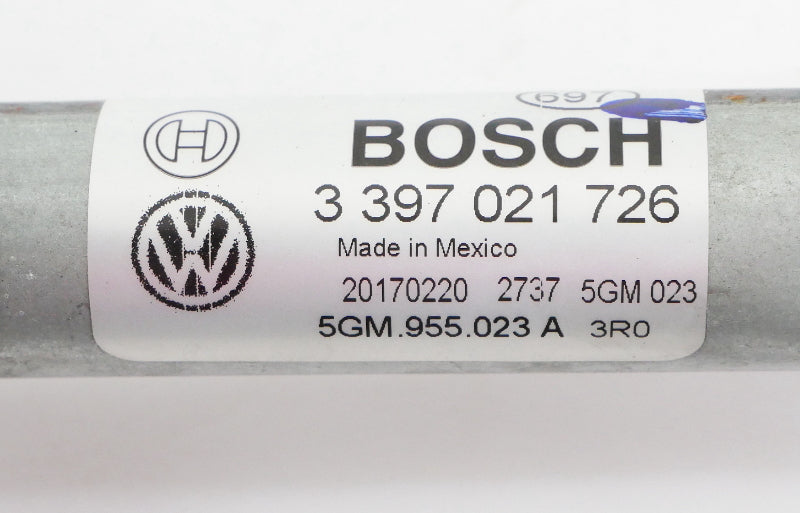 697
BOSCH
3 397 021 726
Made in Mexico
20170220 2737 5GM 023
5GM.955.023 A 3R0